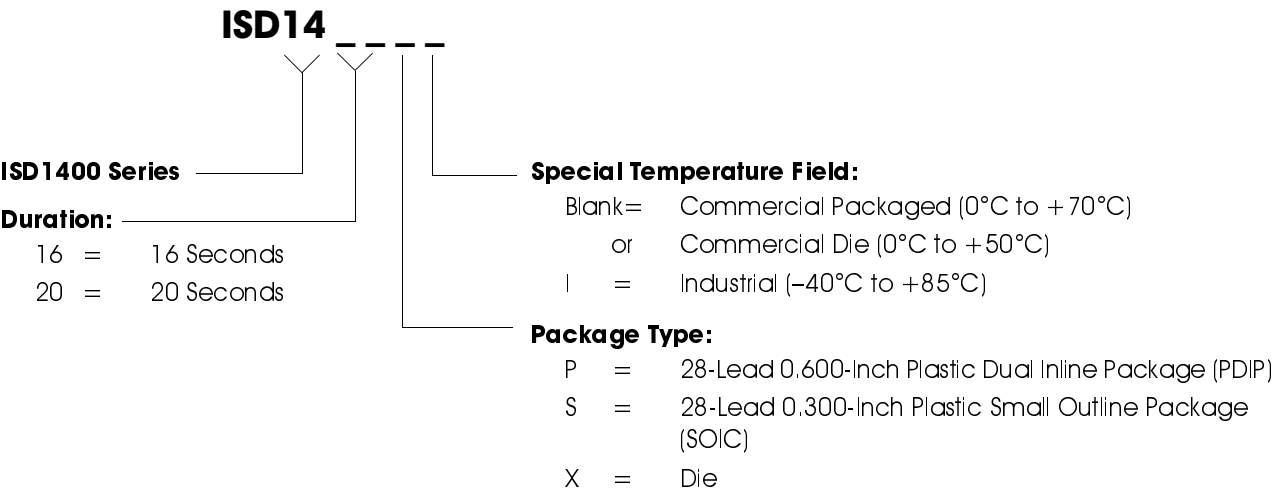 ISD14 _ _ _ _
ISD1400 Series
Duration:
16 = 16 Seconds
20 = 20 Seconds
Special Temperature Field:
Blank= Commercial Packaged (0°C to +70°C)
or Commercial Die (0°C to +50°C)
I = Industrial (–40°C to +85°C)
Package Type:
P = 28-Lead 0.600-Inch Plastic Dual Inline Package (PDIP)
S = 28-Lead 0.300-Inch Plastic Small Outline Package
(SOIC)
X = Die